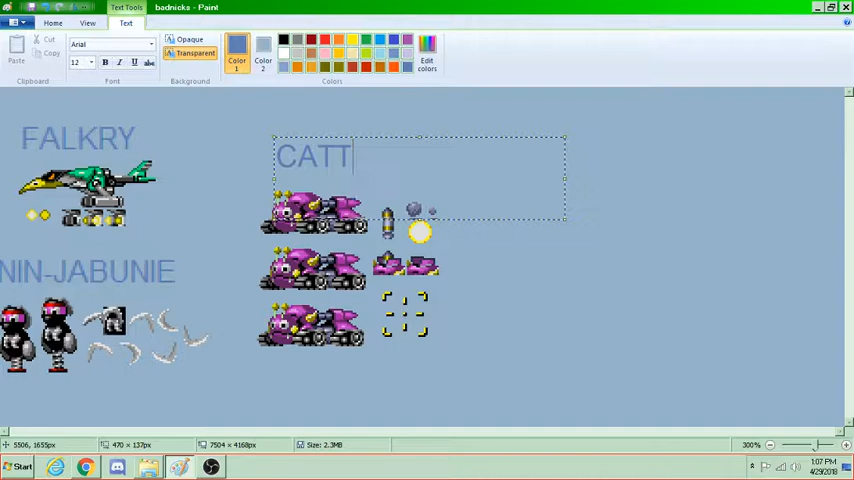 Text Tools
badnicks - Paint
Home
View
Text
Cut
Copy
Paste
Clipboard
Arial
12
B I U abc
Font
Opaque
Transparent
Background
Color 1
Color 2
Edit colors
Colors
FALKRY
CATT
NIN-JABUNIE
5506, 1655px
470 × 137px
7504 × 4168px
Size: 2.3MB
300%
Start
1:07 PM
4/29/2018